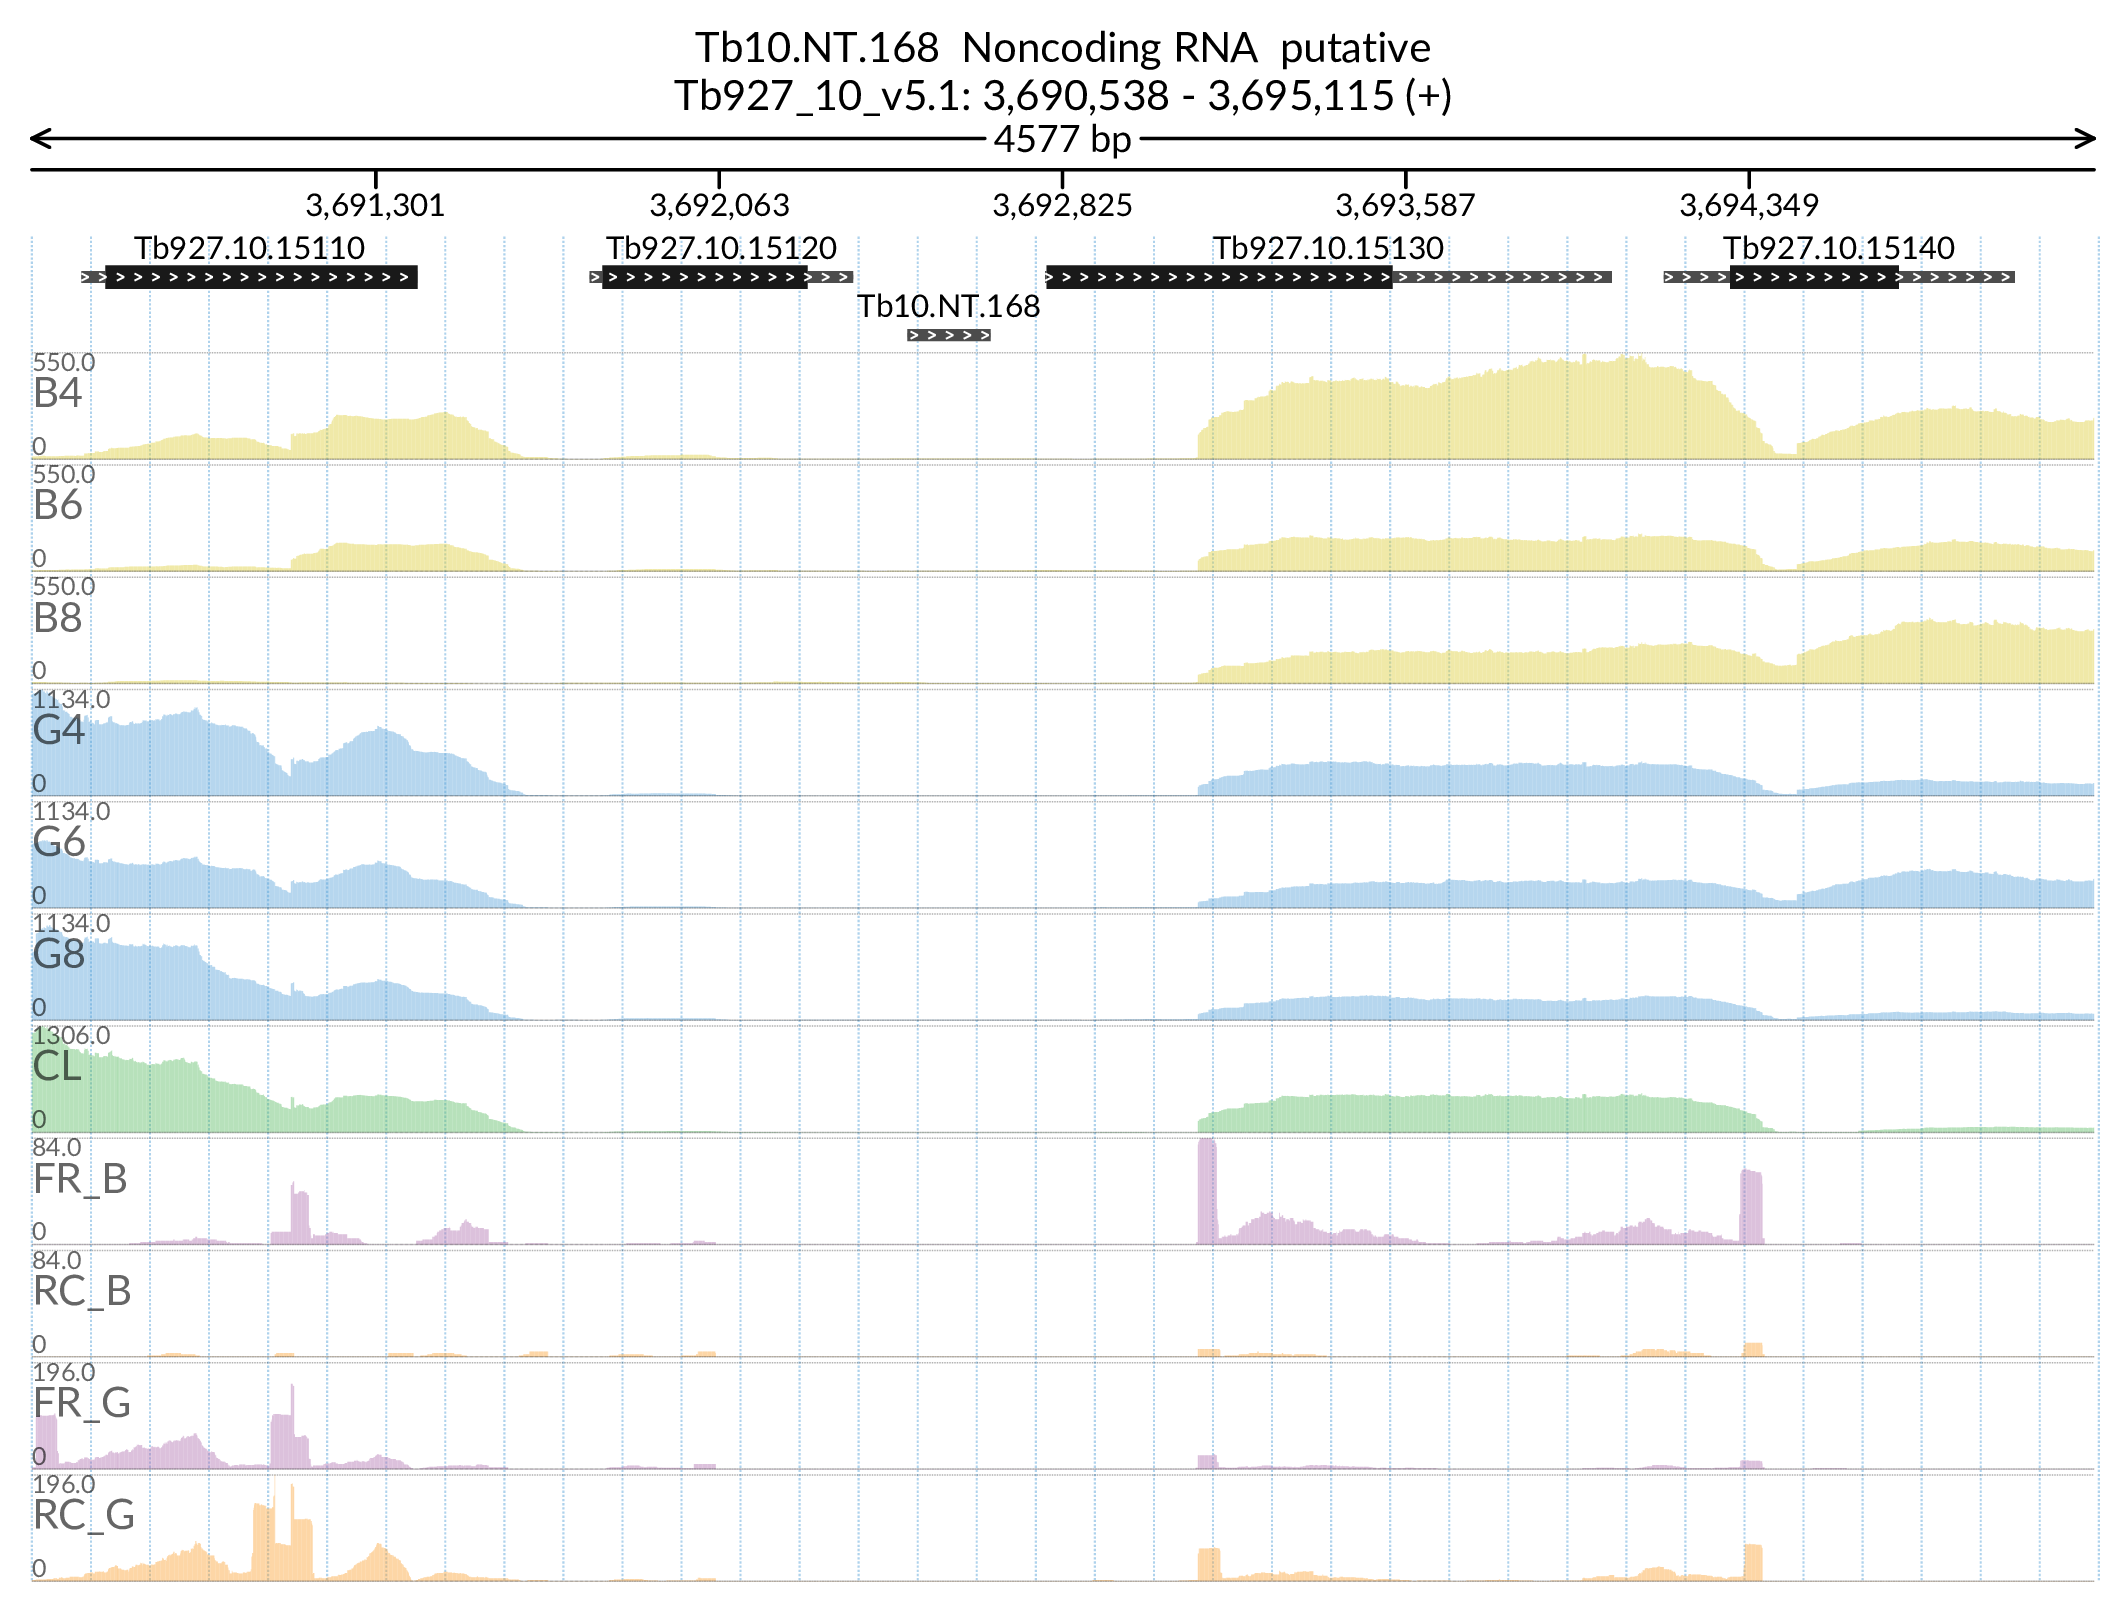 Tb10.NT.168 Noncoding RNA putative
Tb927_10_v5.1: 3,690,538 - 3,695,115 (+)
4577 bp
3,691,301 3,692,063 3,692,825 3,693,587 3,694,349
Tb927.10.15110 Tb927.10.15120 Tb927.10.15130 Tb927.10.15140
Tb10.NT.168
550.0
B4
0
550.0
B6
0
550.0
B8
0
1134.0
G4
0
1134.0
G6
0
1134.0
G8
0
1306.0
CL
0
84.0
FR_B
0
84.0
RC_B
0
196.0
FR_G
0
196.0
RC_G
0